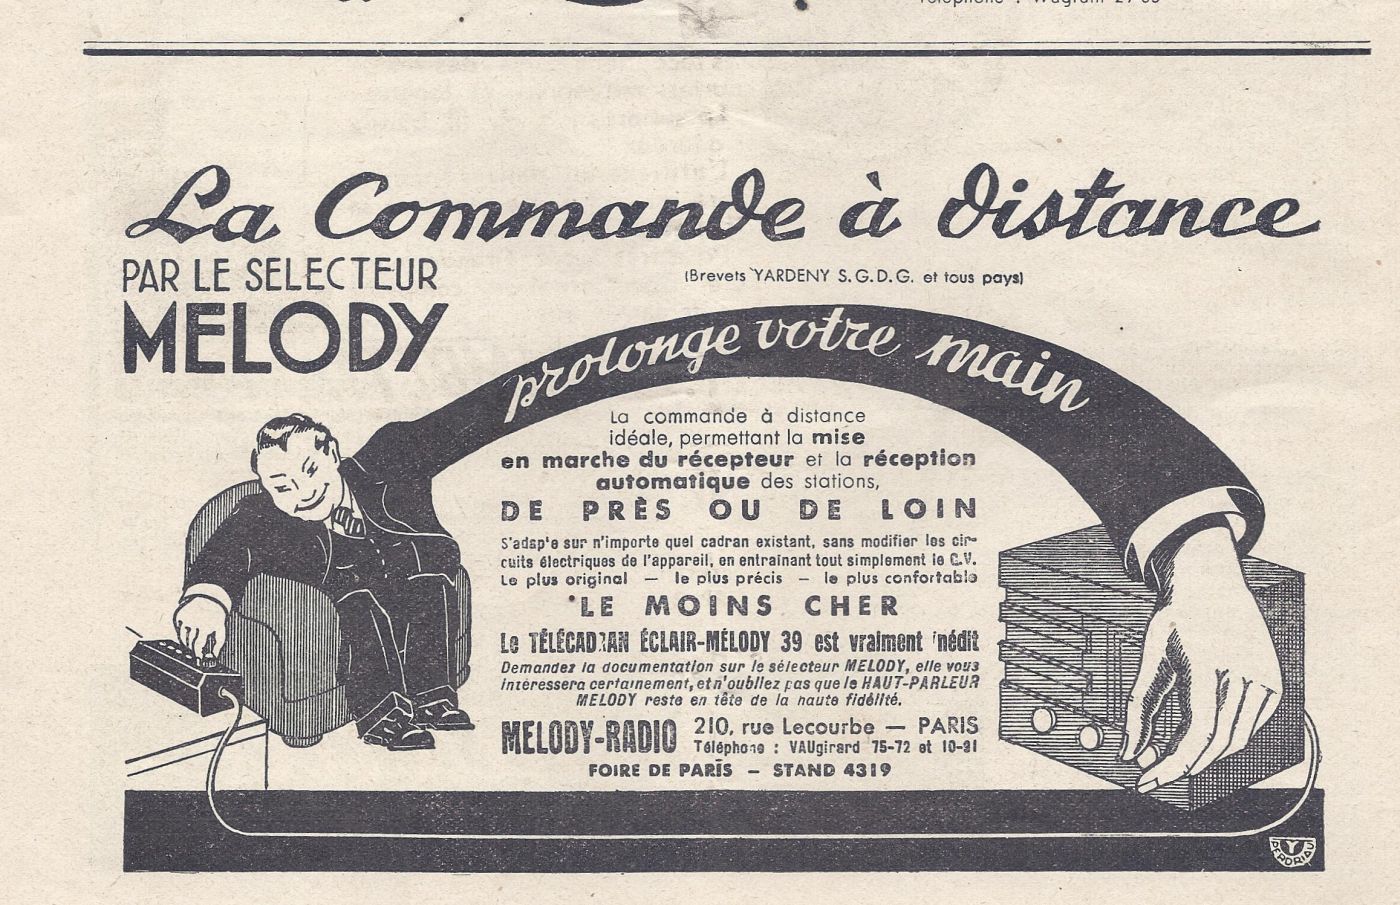 Téléphone : Wagram 29-85
La Commande à distance
PAR LE SELECTEUR
MELODY
(Brevets YARDENY S.G.D.G. et tous pays)
prolonge votre main
La commande à distance
idéale, permettant la mise
en marche du récepteur et la réception
automatique des stations,
DE PRÈS OU DE LOIN
S'adapte sur n'importe quel cadran existant, sans modifier les cir-
cuits électriques de l'appareil, en entraînant tout simplement le C.V.
Le plus original — le plus précis — le plus confortable
LE MOINS CHER
Le TÉLÉCADRAN ÉCLAIR-MÉLODY 39 est vraiment inédit
Demandez la documentation sur le sélecteur MELODY, elle vous
intéressera certainement, et n'oubliez pas que le HAUT-PARLEUR
MELODY reste en tête de la haute fidélité.
MELODY-RADIO 210, rue Lecourbe — PARIS
Téléphone : VAUgirard 75-72 et 10-91
FOIRE DE PARIS — STAND 4319